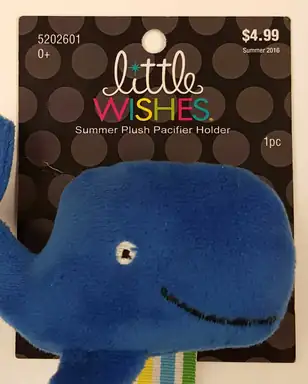 5202601
$4.99
0+
Summer 2016
little
WISHES
Summer Plush Pacifier Holder
1pc